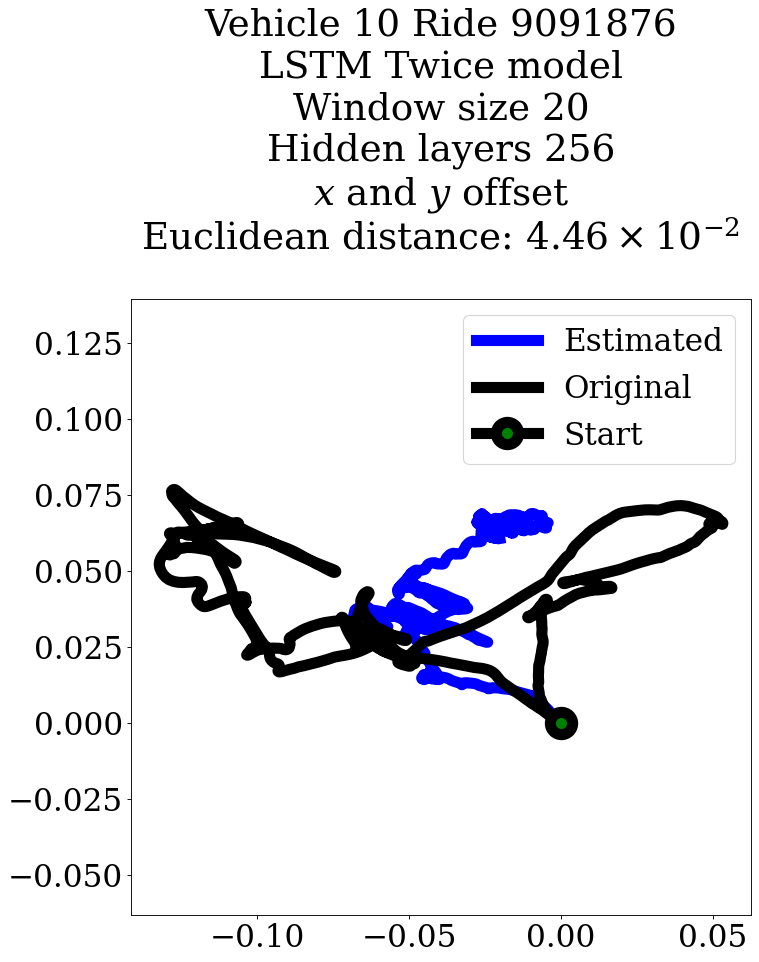 Vehicle 10 Ride 9091876
LSTM Twice model
Window size 20
Hidden layers 256
x and y offset
Euclidean distance: 4.46 × 10⁻²
Estimated
Original
Start
0.125
0.100
0.075
0.050
0.025
0.000
−0.025
−0.050
−0.10 −0.05 0.00 0.05